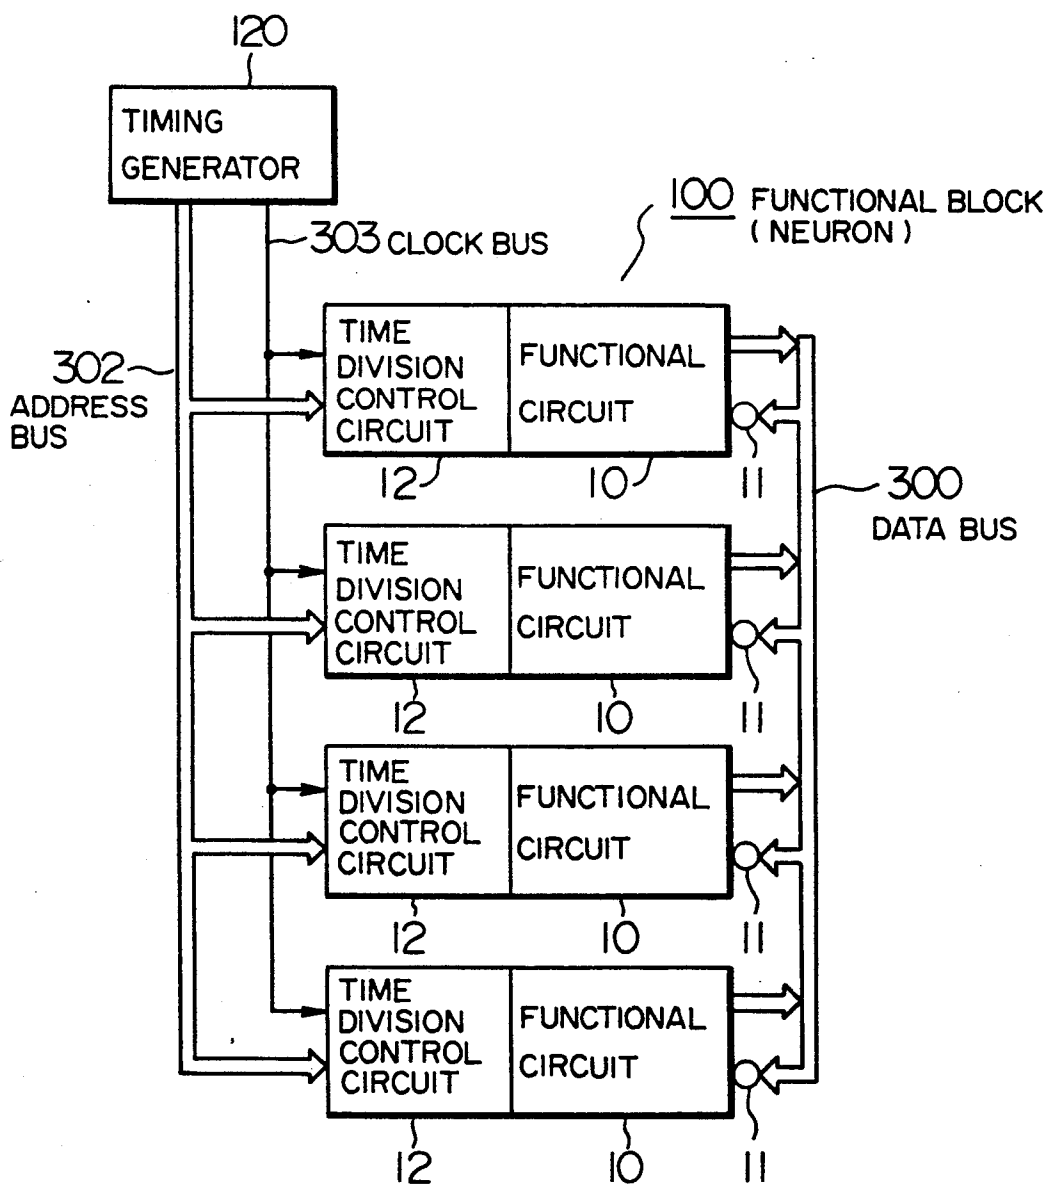 120
TIMING
GENERATOR
100 FUNCTIONAL BLOCK
(NEURON)
303 CLOCK BUS
302
ADDRESS
BUS
TIME
DIVISION
CONTROL
CIRCUIT
FUNCTIONAL
CIRCUIT
12
10
11
300
DATA BUS
TIME
DIVISION
CONTROL
CIRCUIT
FUNCTIONAL
CIRCUIT
12
10
11
TIME
DIVISION
CONTROL
CIRCUIT
FUNCTIONAL
CIRCUIT
12
10
11
TIME
DIVISION
CONTROL
CIRCUIT
FUNCTIONAL
CIRCUIT
12
10
11